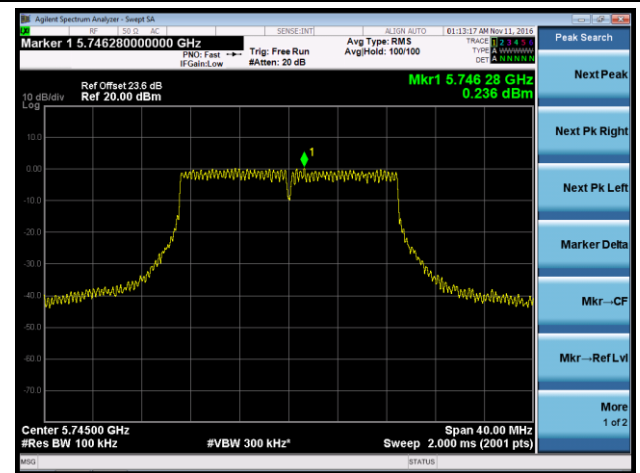 Agilent Spectrum Analyzer - Swept SA
RF 50 Ω AC SENSE:INT ALIGN AUTO 01:13:17 AM Nov 11, 2016
Marker 1 5.746280000000 GHz
PNO: Fast
IFGain:Low
Trig: Free Run
#Atten: 20 dB
Avg Type: RMS
Avg|Hold: 100/100
TRACE 1 2 3 4 5 6
TYPE A WWWWW
DET A N N N N N
Peak Search
Ref Offset 23.6 dB
10 dB/div Ref 20.00 dBm
Log
Mkr1 5.746 28 GHz
0.236 dBm
1
10.0
0.00
-10.0
-20.0
-30.0
-40.0
-50.0
-60.0
-70.0
Next Peak
Next Pk Right
Next Pk Left
Marker Delta
Mkr→CF
Mkr→Ref Lvl
More
1 of 2
Center 5.74500 GHz Span 40.00 MHz
#Res BW 100 kHz #VBW 300 kHz* Sweep 2.000 ms (2001 pts)
MSG STATUS